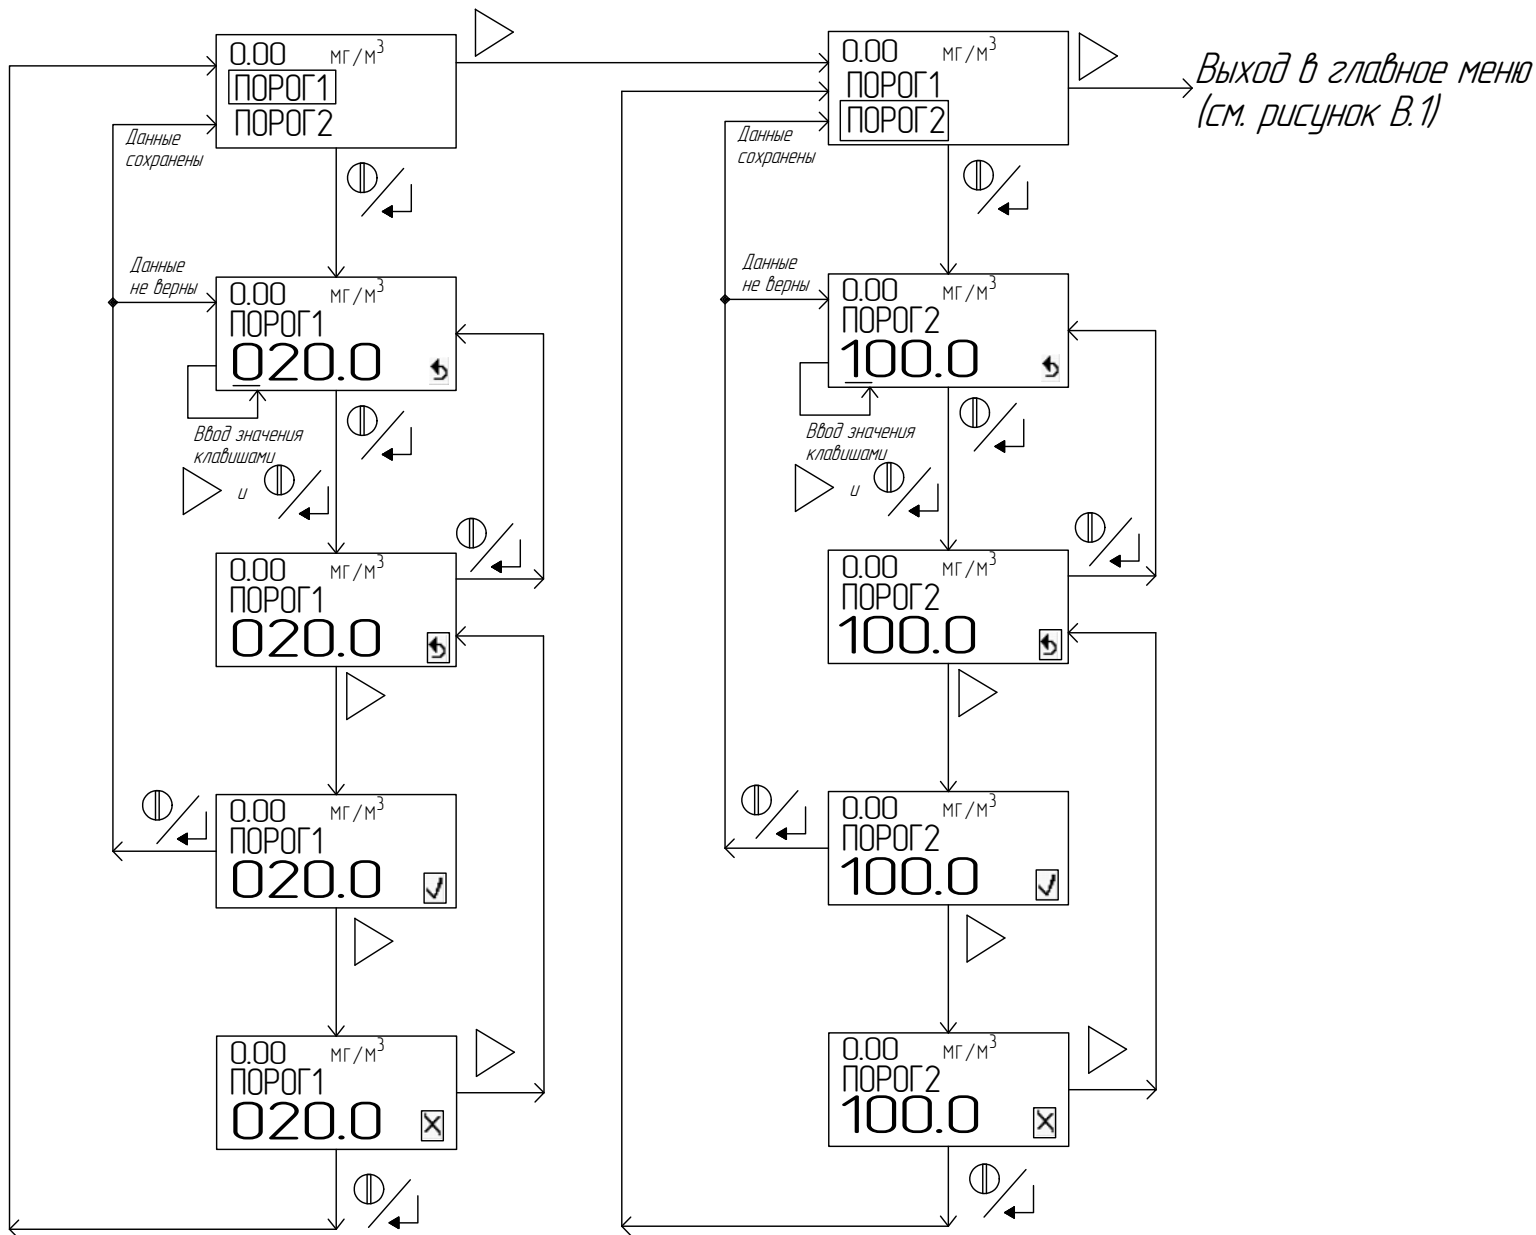 0.00 мг/м³
ПОРОГ1
ПОРОГ2
Данные
сохранены
Данные
не верны
0.00 мг/м³
ПОРОГ1
020.0
Ввод значения
клавишами
и
0.00 мг/м³
ПОРОГ1
020.0
0.00 мг/м³
ПОРОГ1
020.0
0.00 мг/м³
ПОРОГ1
020.0
0.00 мг/м³
ПОРОГ1
ПОРОГ2
Данные
сохранены
Данные
не верны
0.00 мг/м³
ПОРОГ2
100.0
Ввод значения
клавишами
и
0.00 мг/м³
ПОРОГ2
100.0
0.00 мг/м³
ПОРОГ2
100.0
0.00 мг/м³
ПОРОГ2
100.0
Выход в главное меню
(см. рисунок В.1)